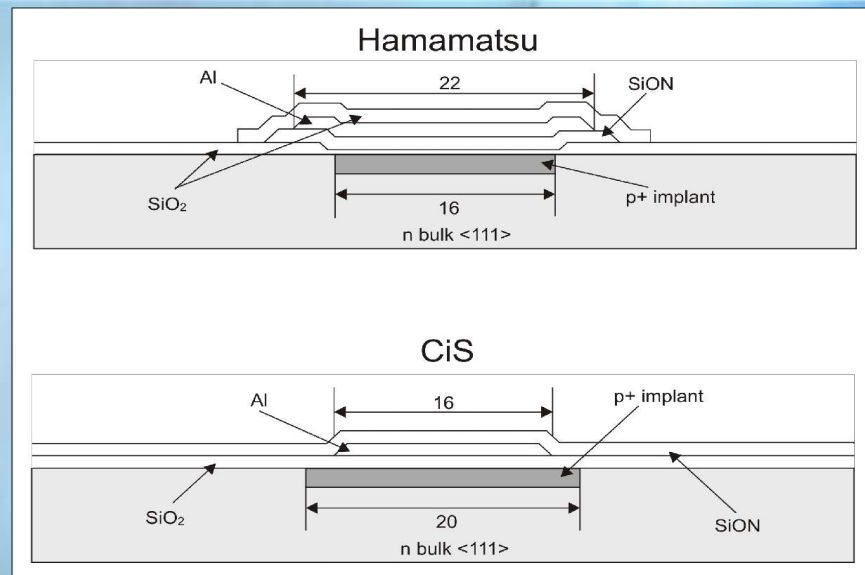 Hamamatsu
Al
22
SiON
SiO₂
16
p+ implant
n bulk <111>
CiS
Al
16
p+ implant
SiO₂
20
SiON
n bulk <111>